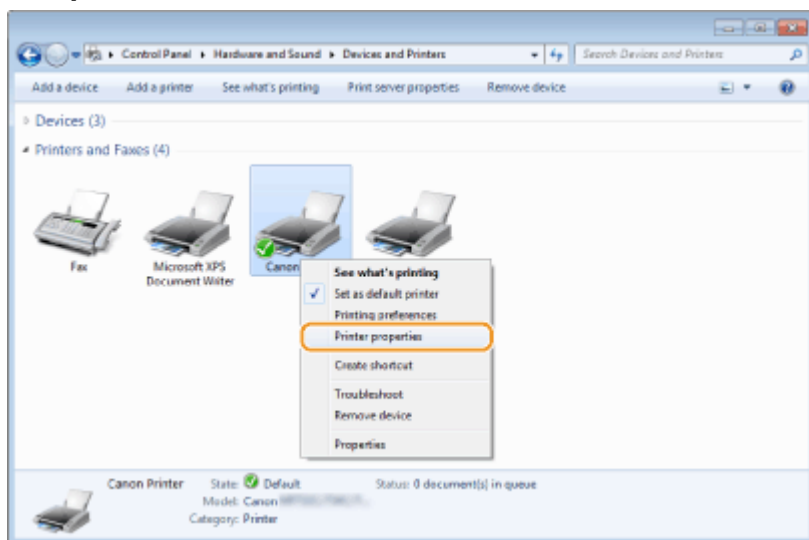 Control Panel ▸ Hardware and Sound ▸ Devices and Printers
Search Devices and Printers
Add a device Add a printer See what's printing Print server properties Remove device
Devices (3)
Printers and Faxes (4)
Fax
Microsoft XPS
Document Writer
Canon
See what's printing
Set as default printer
Printing preferences
Printer properties
Create shortcut
Troubleshoot
Remove device
Properties
Canon Printer State: Default Status: 0 document(s) in queue
Model: Canon
Category: Printer